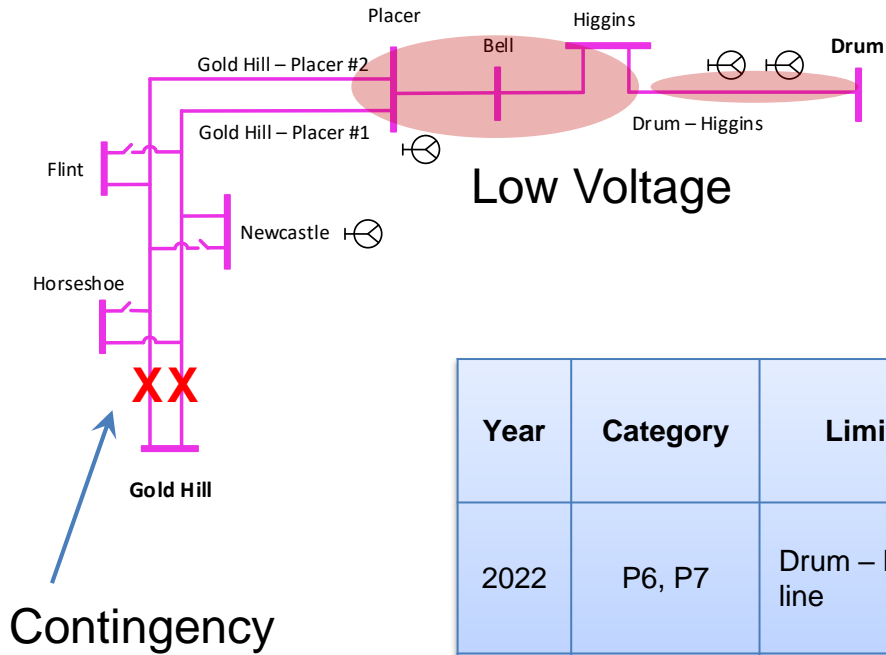 Placer
Higgins
Bell
Drum
Gold Hill – Placer #2
Gold Hill – Placer #1
Drum – Higgins
Flint
Low Voltage
Newcastle
Horseshoe
X X
Gold Hill
Contingency
Year Category
2022 P6, P7 Drum –
line